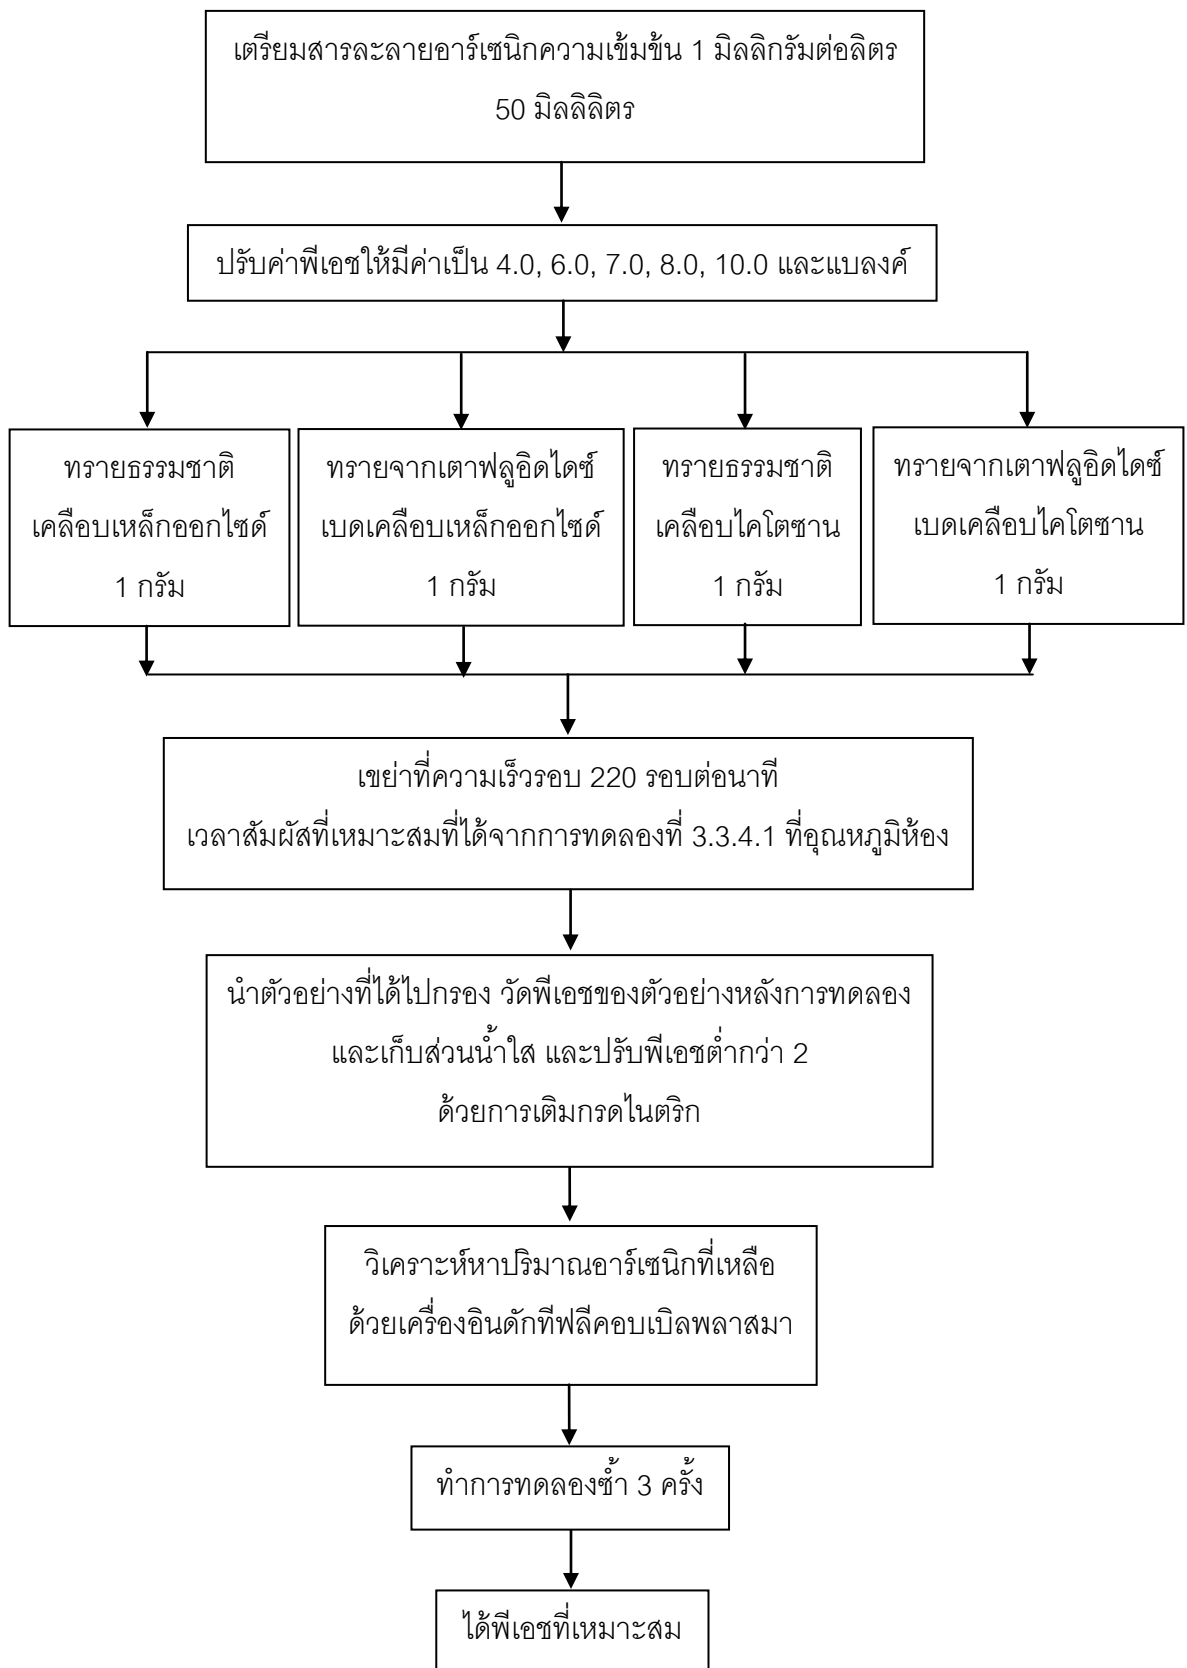 เตรียมสารละลายอาร์เซนิกความเข้มข้น 1 มิลลิกรัมต่อลิตร
50 มิลลิลิตร
ปรับค่าพีเอชให้มีค่าเป็น 4.0, 6.0, 7.0, 8.0, 10.0 และแบลงค์
ทรายธรรมชาติ
เคลือบเหล็กออกไซด์
1 กรัม
ทรายจากเตาฟลูอิดไดซ์
เบดเคลือบเหล็กออกไซด์
1 กรัม
ทรายธรรมชาติ
เคลือบไคโตซาน
1 กรัม
ทรายจากเตาฟลูอิดไดซ์
เบดเคลือบไคโตซาน
1 กรัม
เขย่าที่ความเร็วรอบ 220 รอบต่อนาที
เวลาสัมผัสที่เหมาะสมที่ได้จากการทดลองที่ 3.3.4.1 ที่อุณหภูมิห้อง
นำตัวอย่างที่ได้ไปกรอง วัดพีเอชของตัวอย่างหลังการทดลอง
และเก็บส่วนน้ำใส และปรับพีเอชต่ำกว่า 2
ด้วยการเติมกรดไนตริก
วิเคราะห์หาปริมาณอาร์เซนิกที่เหลือ
ด้วยเครื่องอินดักทีฟลีคอบเบิลพลาสมา
ทำการทดลองซ้ำ 3 ครั้ง
ได้พีเอชที่เหมาะสม